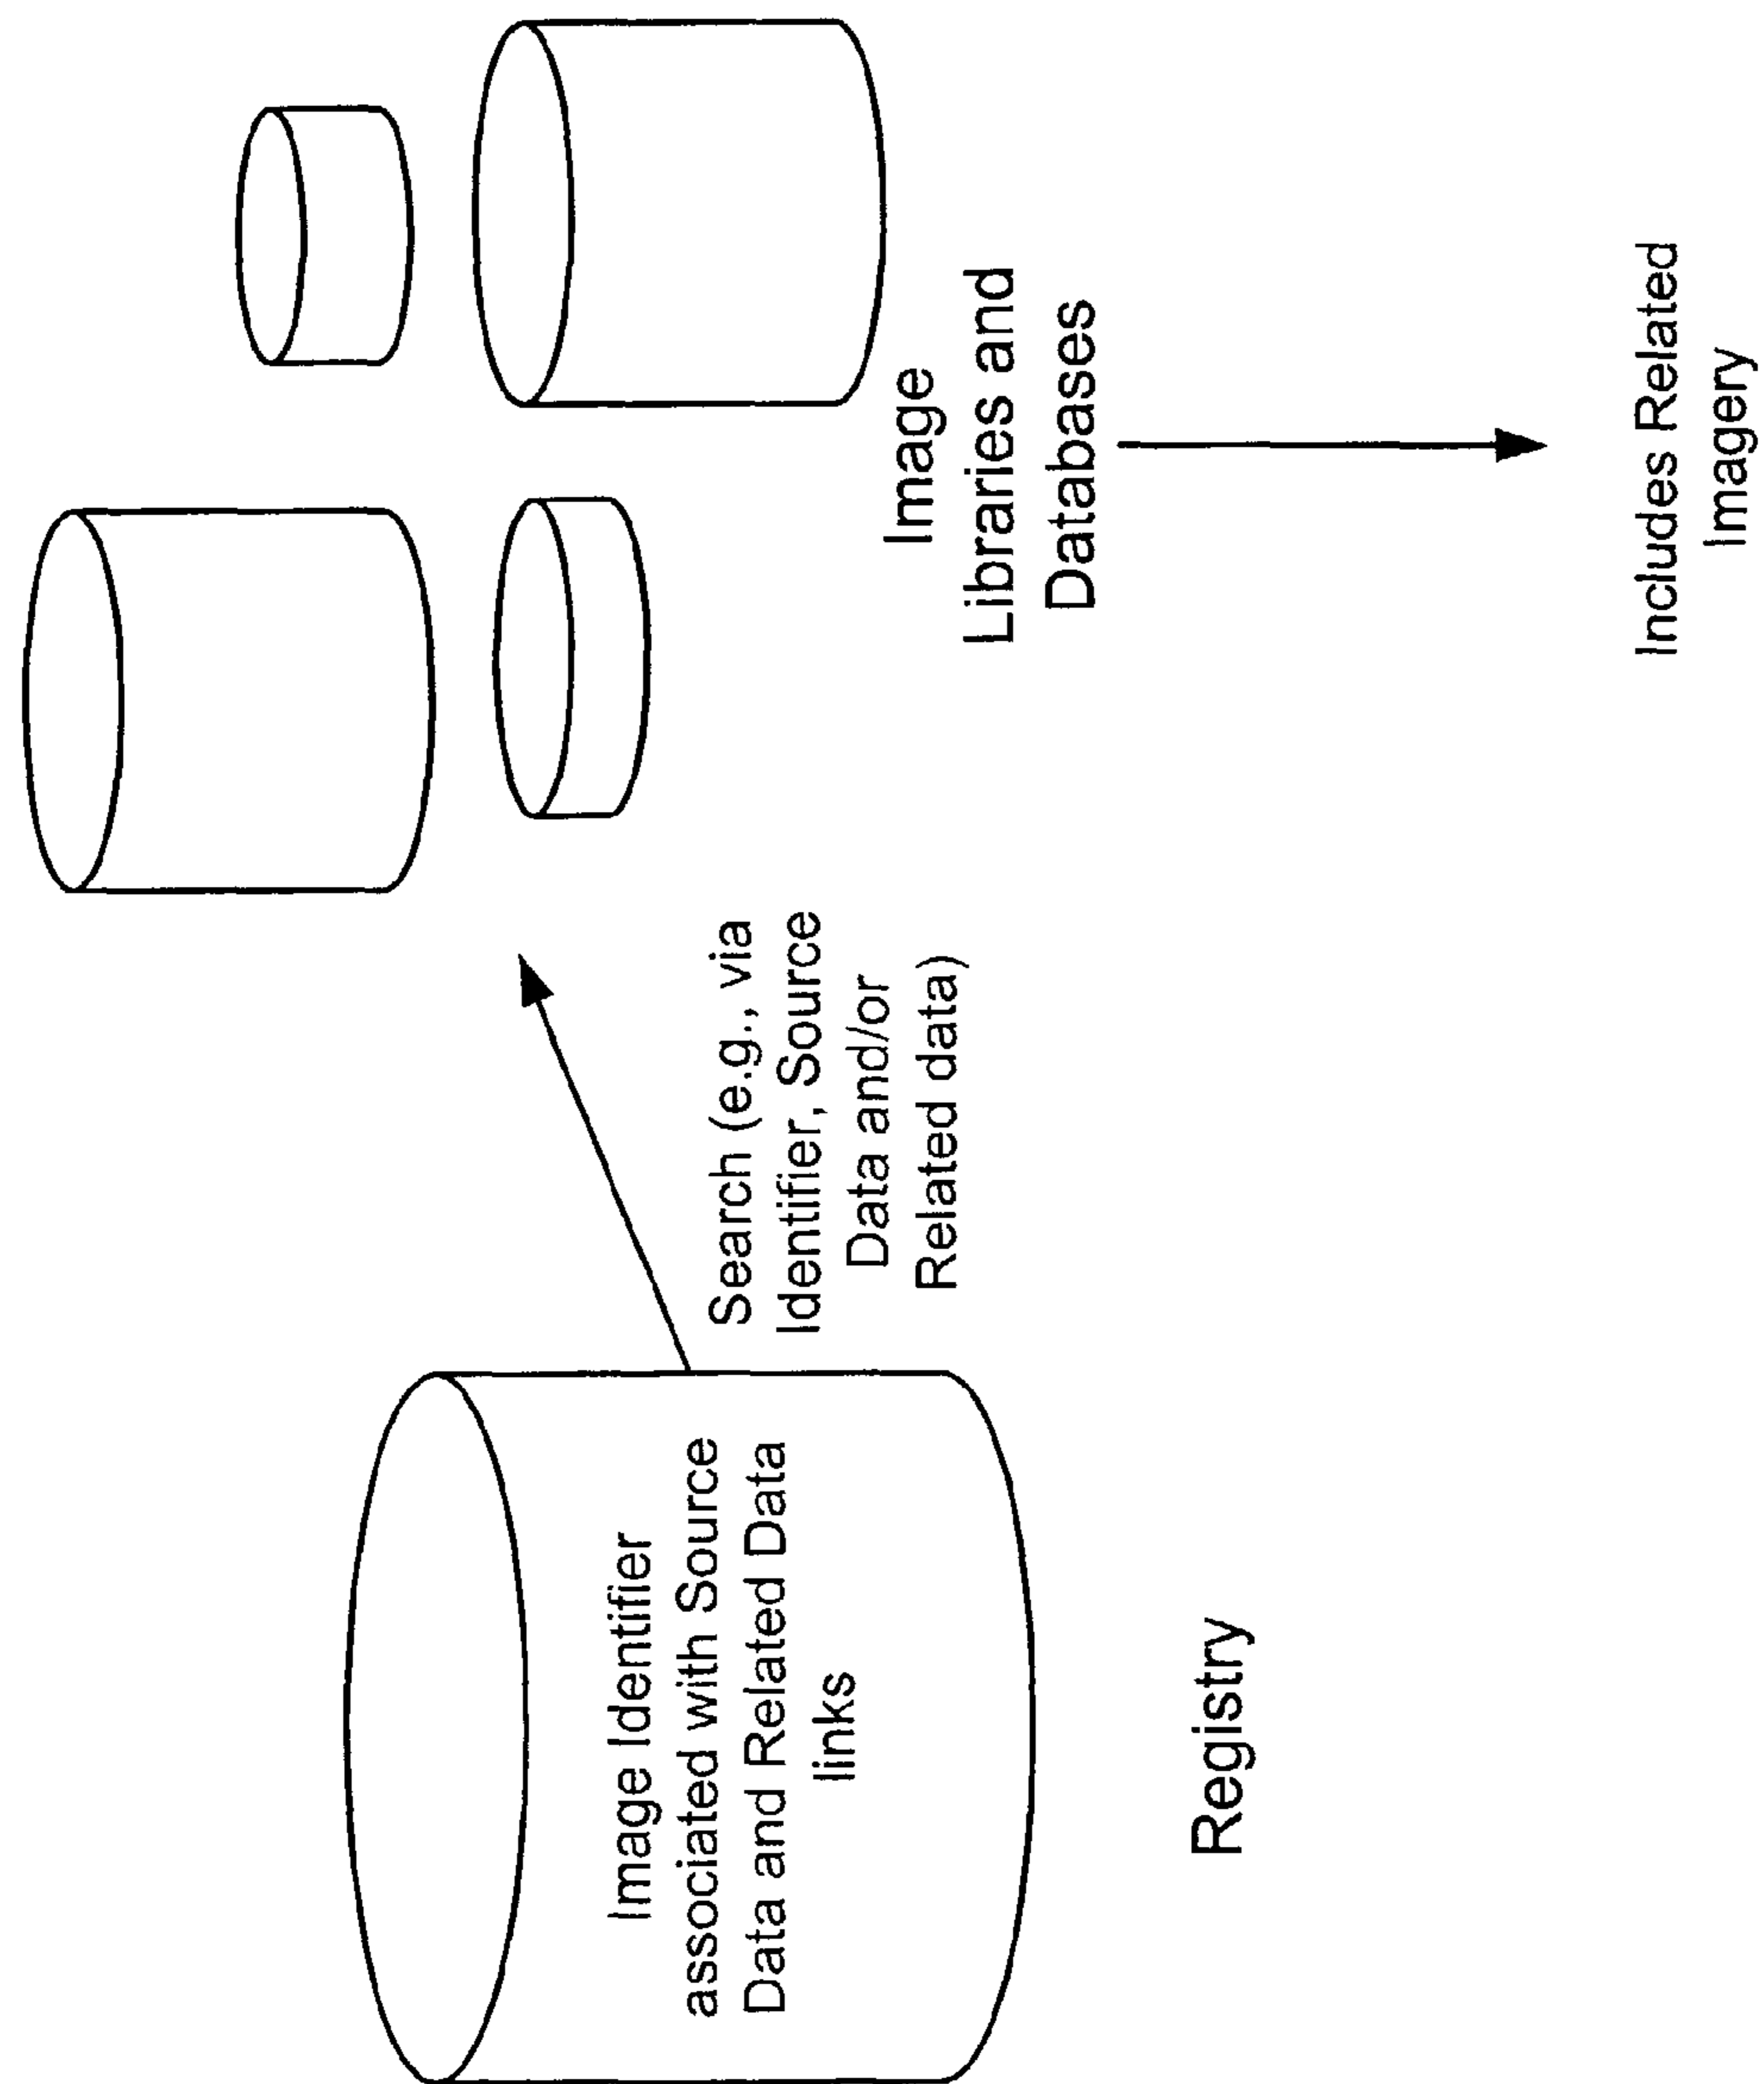 Image Identifier
associated with Source
Data and Related Data
links
Registry
Search (e.g., via
Identifier, Source
Data and/or
Related data)
Image
Libraries and
Databases
Includes Related
Imagery